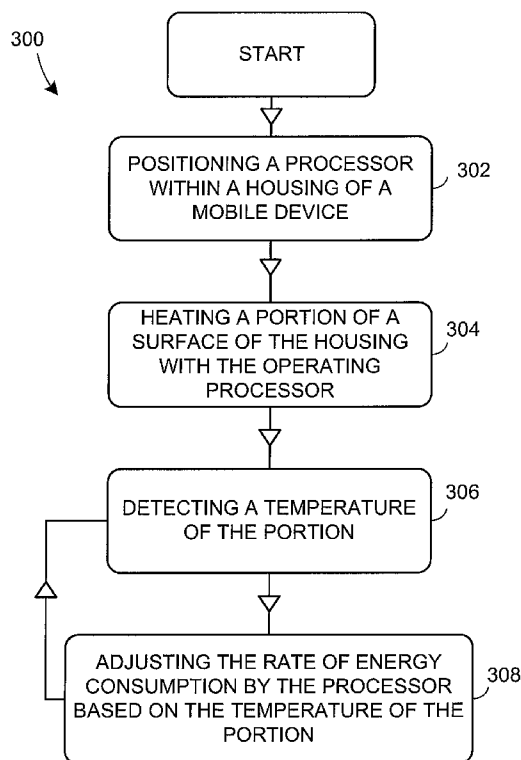 300
START
POSITIONING A PROCESSOR
WITHIN A HOUSING OF A
MOBILE DEVICE
302
HEATING A PORTION OF A
SURFACE OF THE HOUSING
WITH THE OPERATING
PROCESSOR
304
DETECTING A TEMPERATURE
OF THE PORTION
306
ADJUSTING THE RATE OF ENERGY
CONSUMPTION BY THE PROCESSOR
BASED ON THE TEMPERATURE OF THE
PORTION
308